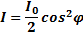 I = I₀/2 cos²φ